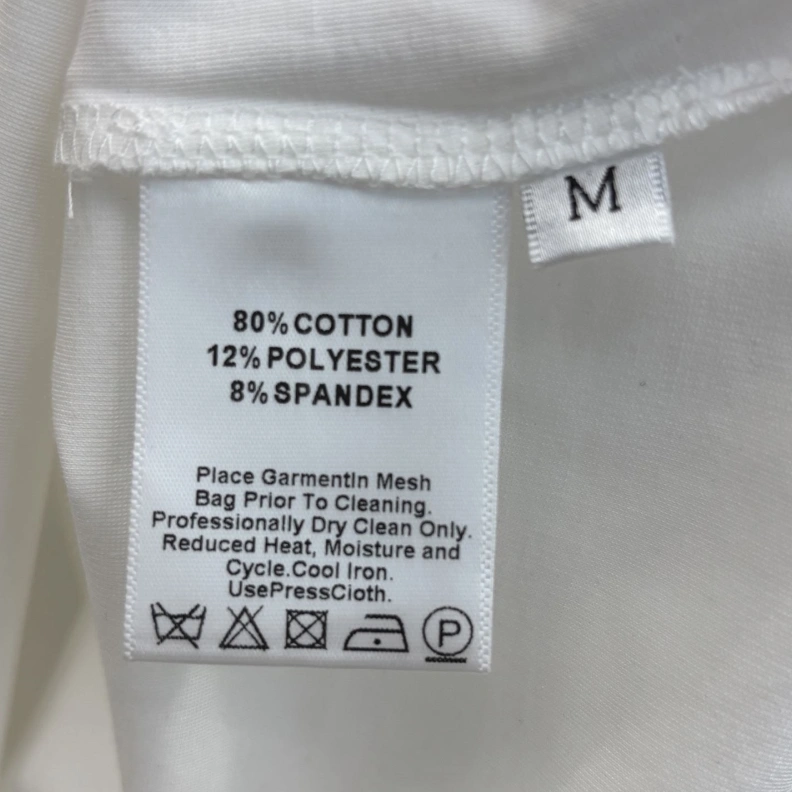 M
80% COTTON
12% POLYESTER
8% SPANDEX
Place GarmentIn Mesh
Bag Prior To Cleaning.
Professionally Dry Clean Only.
Reduced Heat, Moisture and
Cycle.Cool Iron.
UsePressCloth.
P